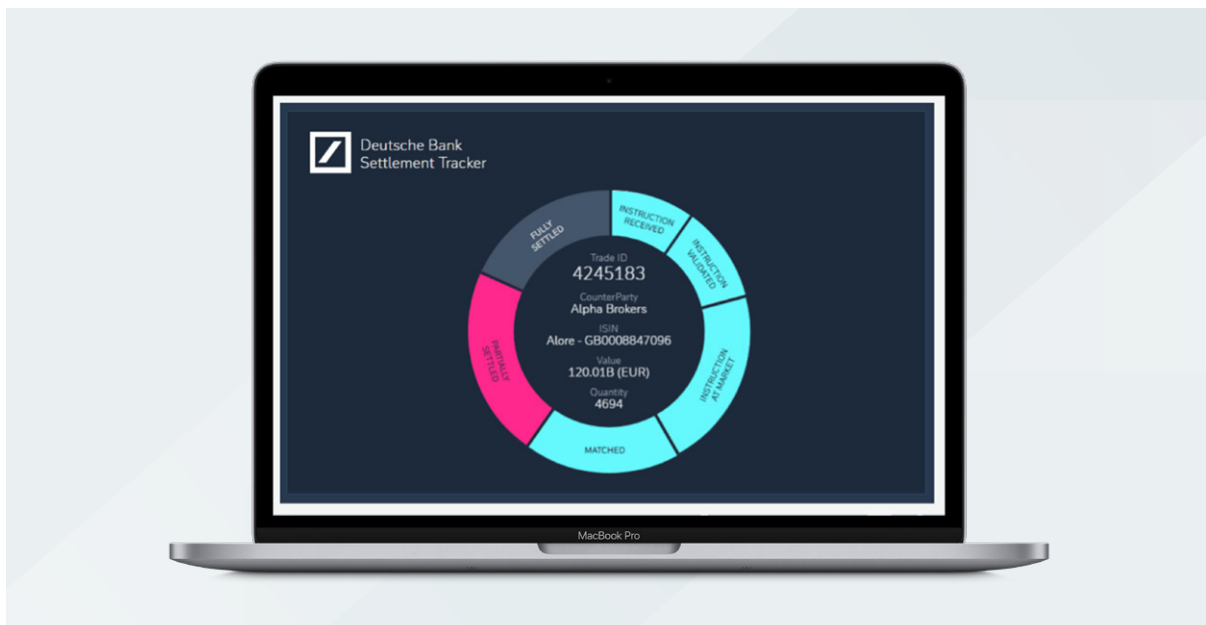 Deutsche Bank
Settlement Tracker
INSTRUCTION
RECEIVED
INSTRUCTION
VALIDATED
INSTRUCTION
AT MARKET
MATCHED
PARTIALLY
SETTLED
FULLY
SETTLED
Trade ID
4245183
CounterParty
Alpha Brokers
ISIN
Alore - GB0008847096
Value
120.01B (EUR)
Quantity
4694
MacBook Pro